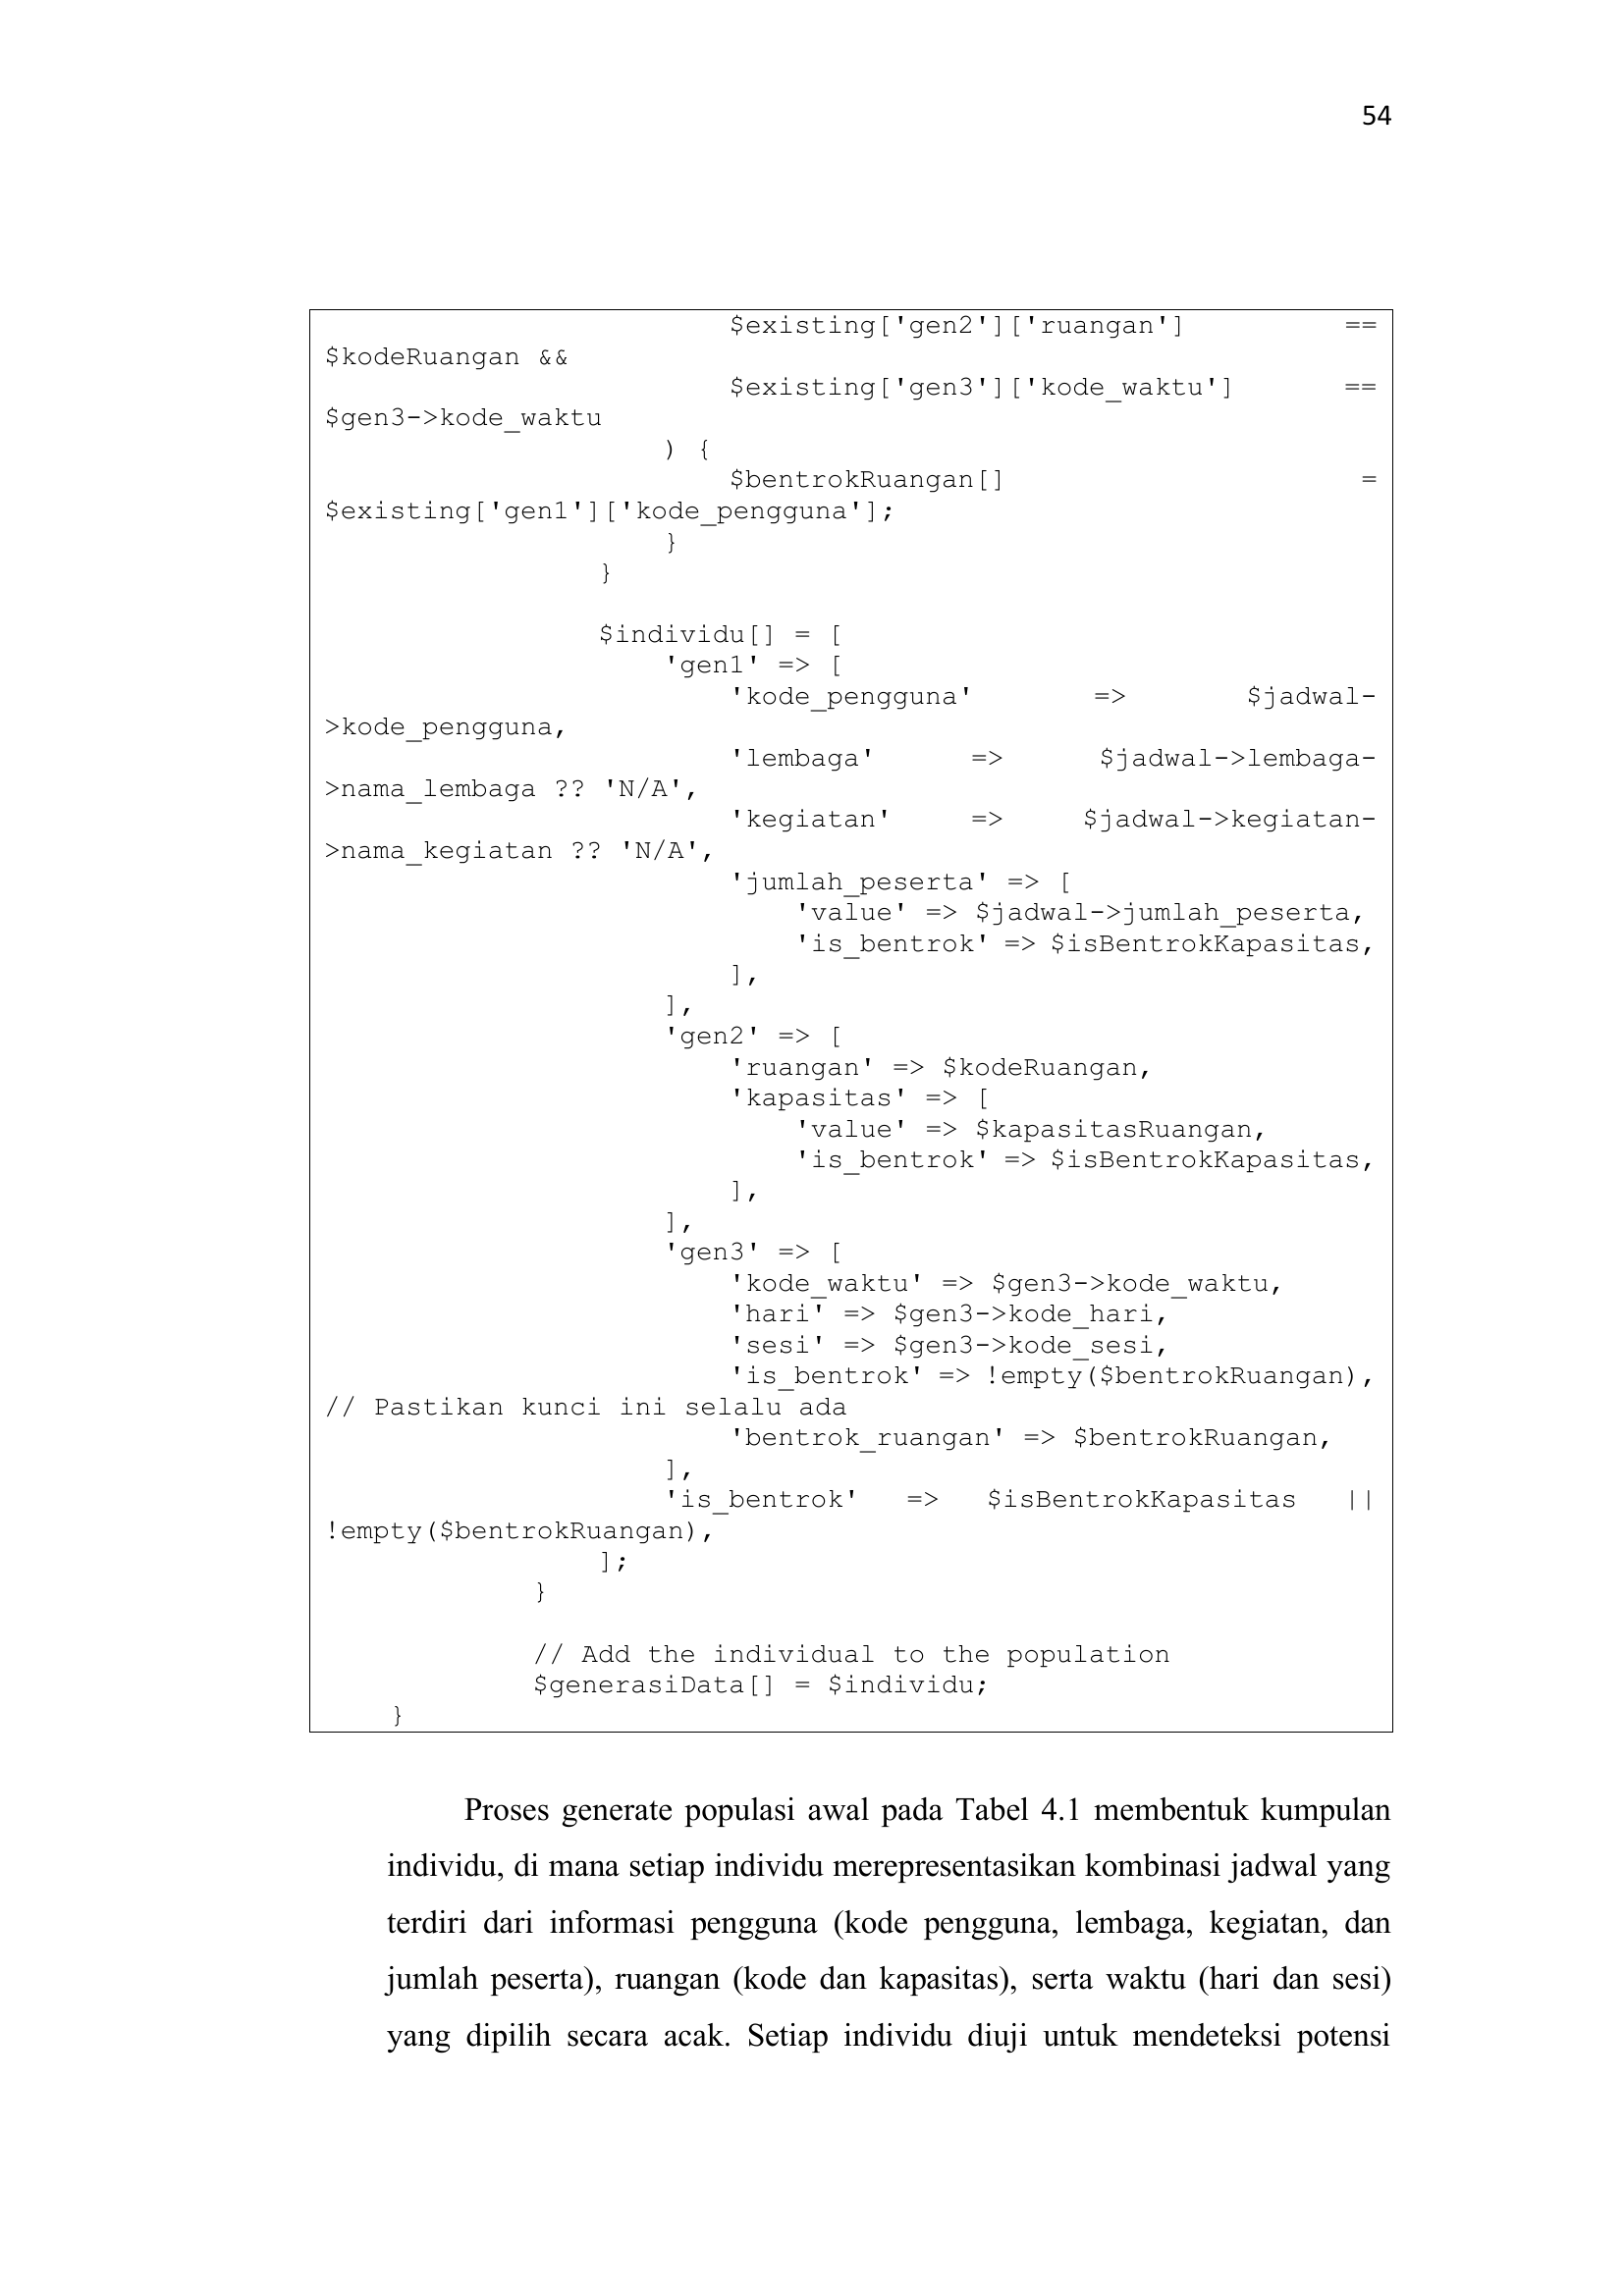 54
$existing['gen2']['ruangan'] ==
$kodeRuangan &&
$existing['gen3']['kode_waktu'] ==
$gen3->kode_waktu
) {
$bentrokRuangan[] =
$existing['gen1']['kode_pengguna'];
}
}
$individu[] = [
'gen1' => [
'kode_pengguna' => $jadwal-
>kode_pengguna,
'lembaga' => $jadwal->lembaga-
>nama_lembaga ?? 'N/A',
'kegiatan' => $jadwal->kegiatan-
>nama_kegiatan ?? 'N/A',
'jumlah_peserta' => [
'value' => $jadwal->jumlah_peserta,
'is_bentrok' => $isBentrokKapasitas,
],
],
'gen2' => [
'ruangan' => $kodeRuangan,
'kapasitas' => [
'value' => $kapasitasRuangan,
'is_bentrok' => $isBentrokKapasitas,
],
],
'gen3' => [
'kode_waktu' => $gen3->kode_waktu,
'hari' => $gen3->kode_hari,
'sesi' => $gen3->kode_sesi,
'is_bentrok' => !empty($bentrokRuangan),
// Pastikan kunci ini selalu ada
'bentrok_ruangan' => $bentrokRuangan,
],
'is_bentrok' => $isBentrokKapasitas ||
!empty($bentrokRuangan),
];
}
// Add the individual to the population
$generasiData[] = $individu;
}
Proses generate populasi awal pada Tabel 4.1 membentuk kumpulan
individu, di mana setiap individu merepresentasikan kombinasi jadwal yang
terdiri dari informasi pengguna (kode pengguna, lembaga, kegiatan, dan
jumlah peserta), ruangan (kode dan kapasitas), serta waktu (hari dan sesi)
yang dipilih secara acak. Setiap individu diuji untuk mendeteksi potensi